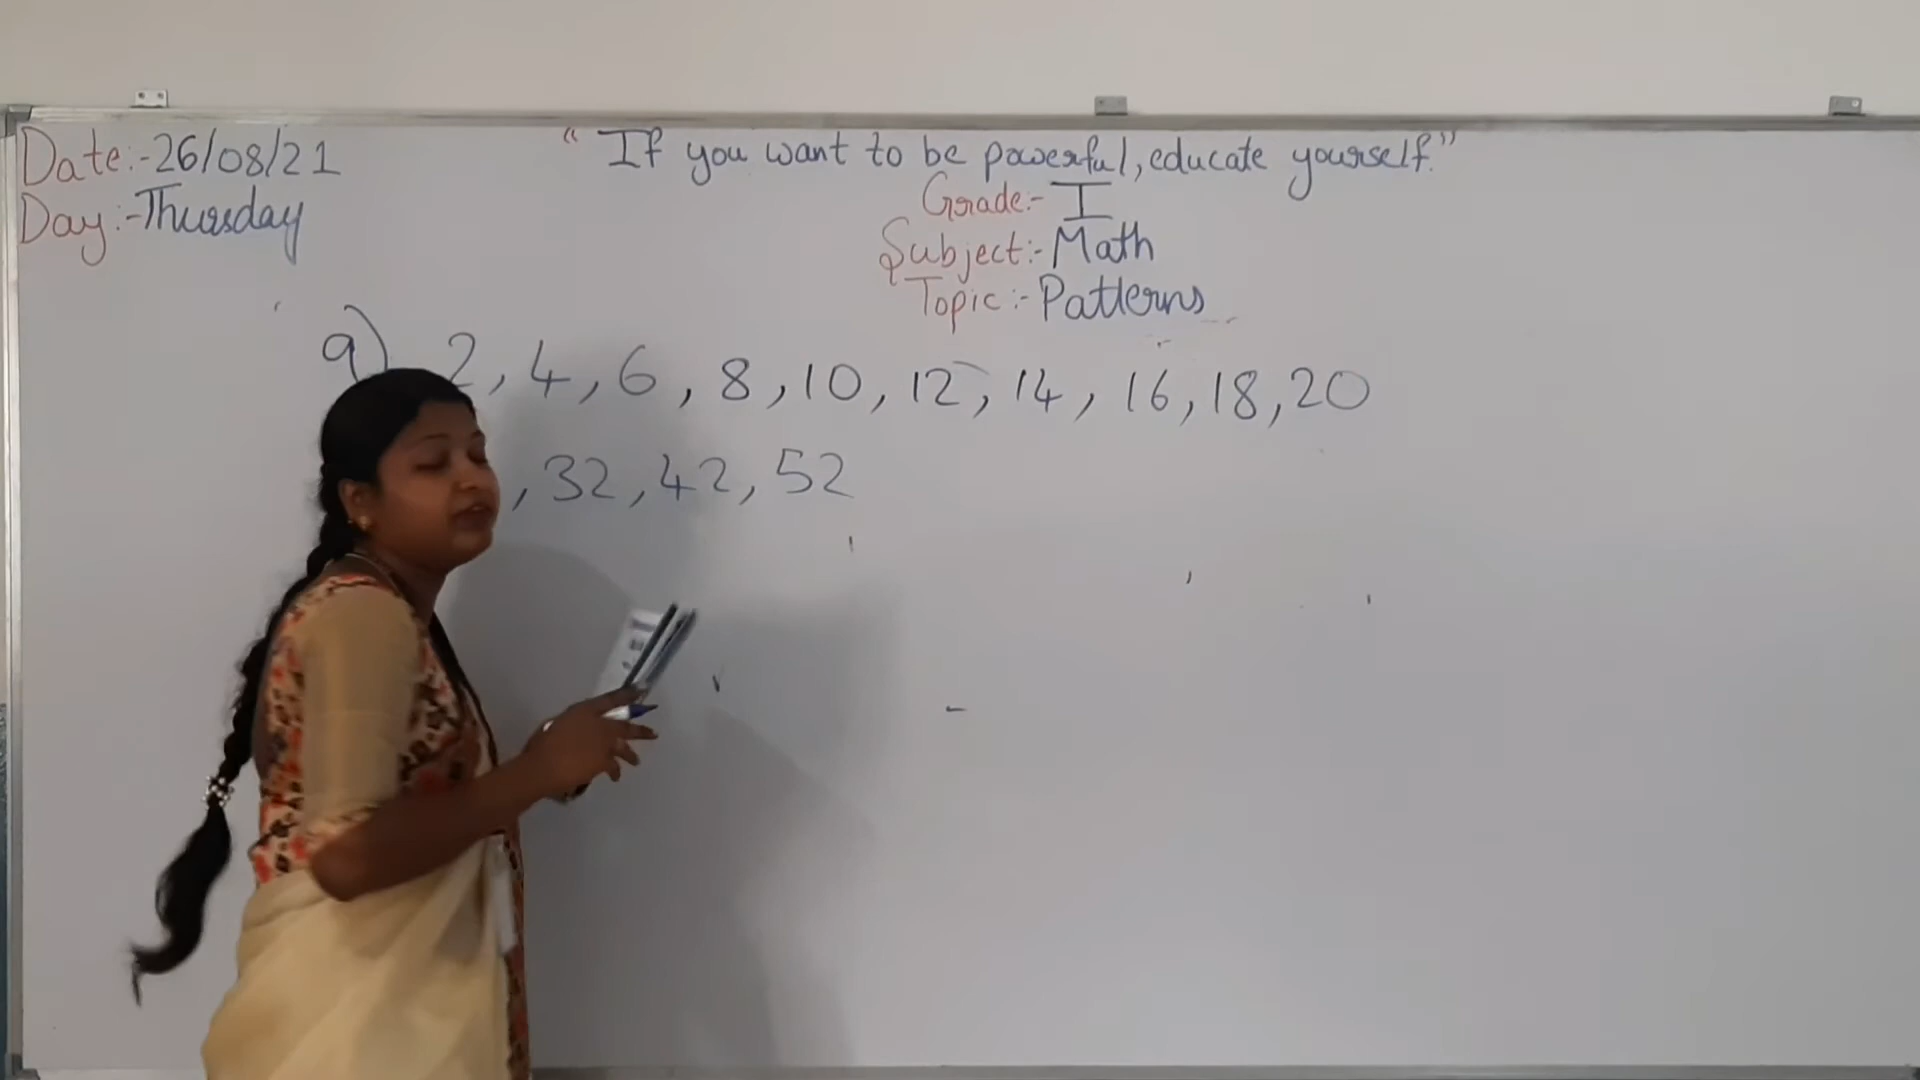 Date:-26/08/21
Day:-Thursday
"If you want to be powerful, educate yourself."
Grade:- I
Subject:- Math
Topic:- Patterns
a) 2, 4, 6, 8, 10, 12, 14, 16, 18, 20
, 32, 42, 52